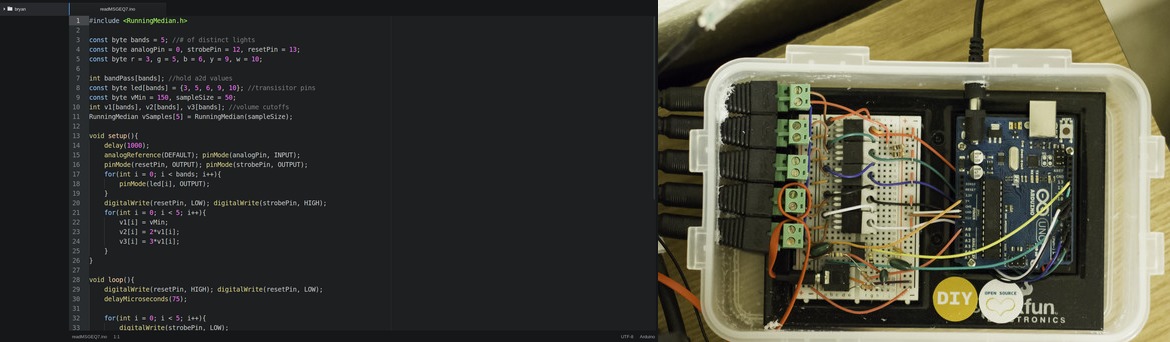 bryan
readMSGEQ7.ino
1 #include <RunningMedian.h>
2
3 const byte bands = 5; //# of distinct lights
4 const byte analogPin = 0, strobePin = 12, resetPin = 13;
5 const byte r = 3, g = 5, b = 6, y = 9, w = 10;
6
7 int bandPass[bands]; //hold a2d values
8 const byte led[bands] = {3, 5, 6, 9, 10}; //transisitor pins
9 const byte vMin = 150, sampleSize = 50;
10 int v1[bands], v2[bands], v3[bands]; //volume cutoffs
11 RunningMedian vSamples[5] = RunningMedian(sampleSize);
12
13 void setup(){
14 delay(1000);
15 analogReference(DEFAULT); pinMode(analogPin, INPUT);
16 pinMode(resetPin, OUTPUT); pinMode(strobePin, OUTPUT);
17 for(int i = 0; i < bands; i++){
18 pinMode(led[i], OUTPUT);
19 }
20 digitalWrite(resetPin, LOW); digitalWrite(strobePin, HIGH);
21 for(int i = 0; i < 5; i++){
22 v1[i] = vMin;
23 v2[i] = 2*v1[i];
24 v3[i] = 3*v1[i];
25 }
26 }
27
28 void loop(){
29 digitalWrite(resetPin, HIGH); digitalWrite(resetPin, LOW);
30 delayMicroseconds(75);
31
32 for(int i = 0; i < 5; i++){
33 digitalWrite(strobePin, LOW);
readMSGEQ7.ino 1:1 UTF-8 Arduino
ARDUINO
UNO
DIY
OPEN SOURCE
fun
CTRONICS